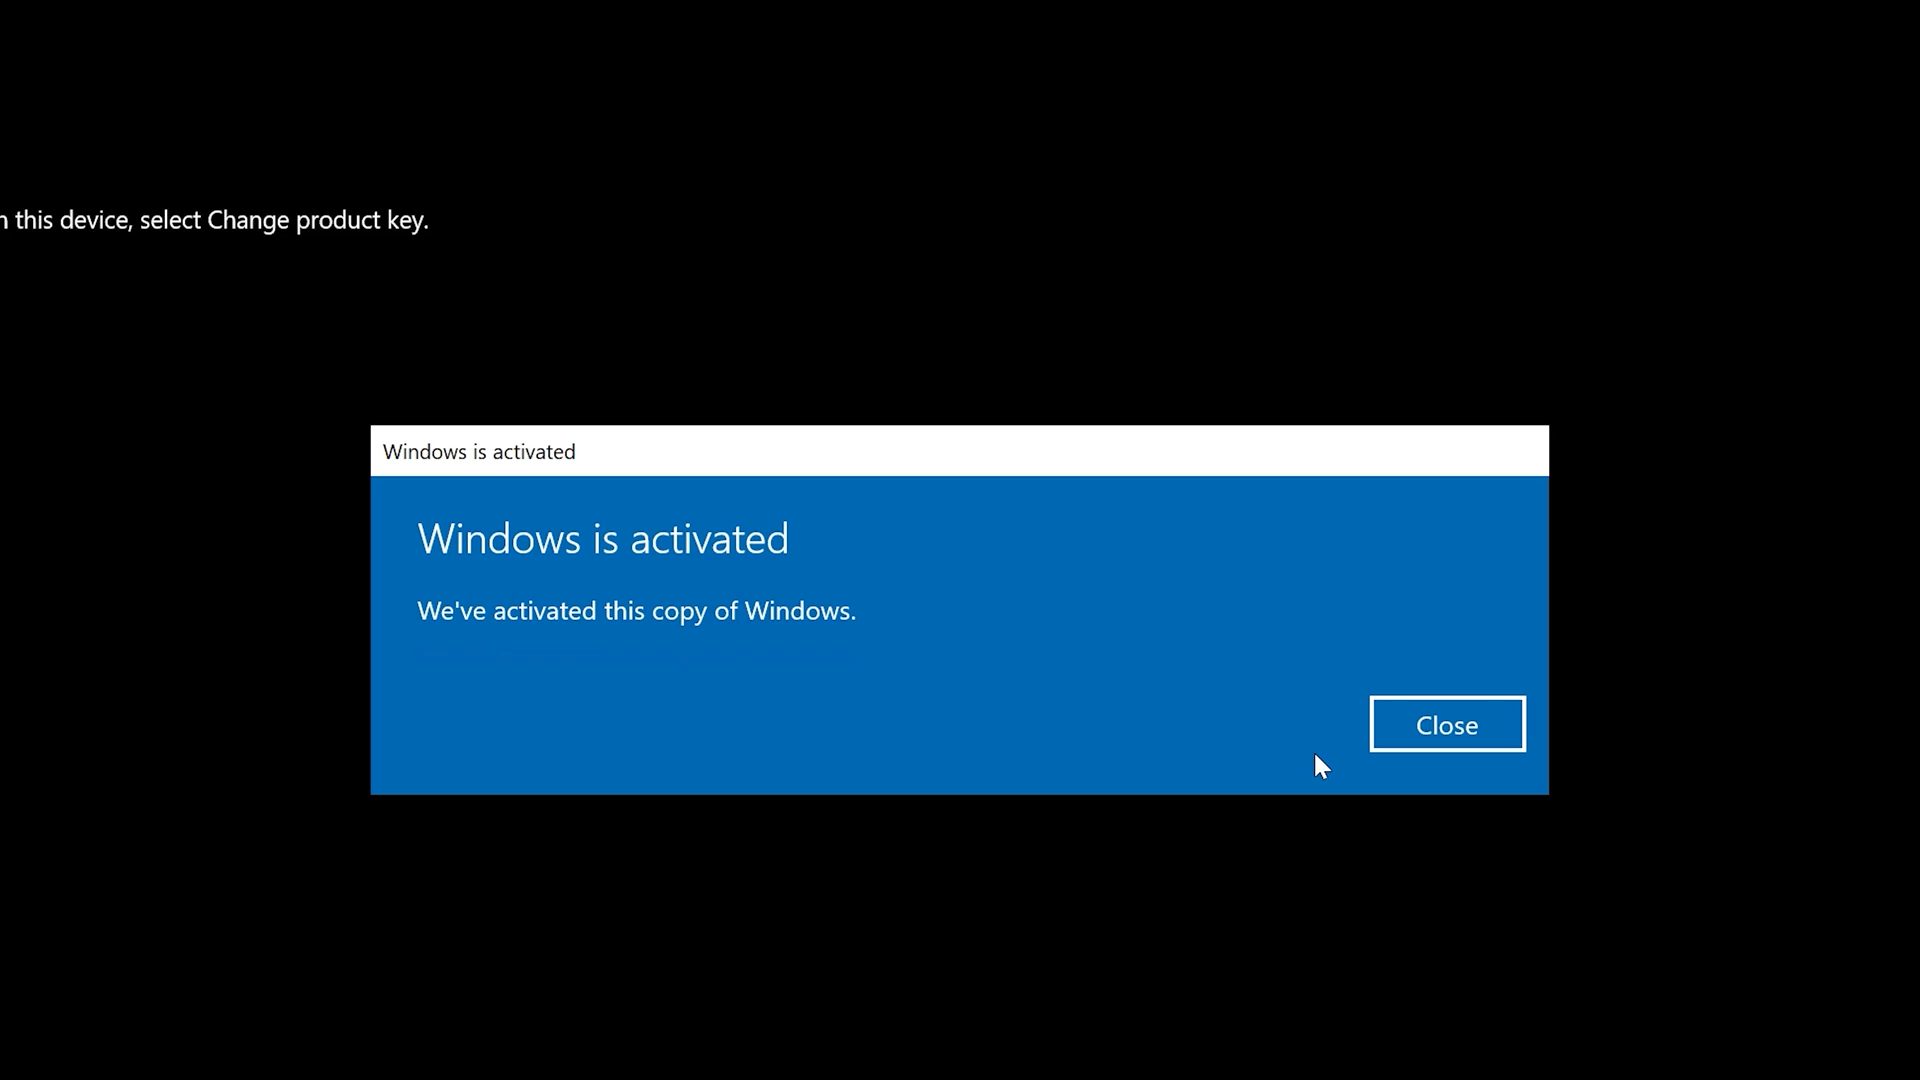 this device, select Change product key.
Windows is activated
Windows is activated
We've activated this copy of Windows.
Close